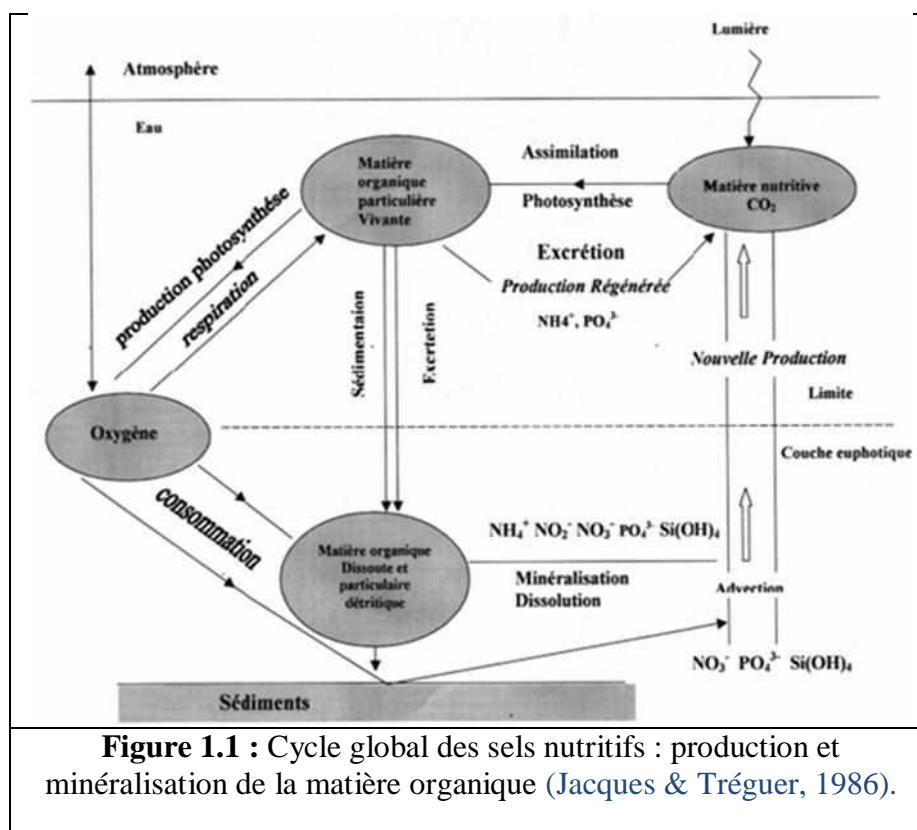 Lumière
Atmosphère
Eau
Matière
organique
particulière
Vivante
Assimilation
Photosynthèse
Matière nutritive
CO₂
production photosynthése
respiration
Excrétion
Production Régénérée
NH4⁺, PO₄³⁻
Sédimentaion
Excrtetion
Nouvelle Production
Limite
Oxygène
Couche euphotique
consommation
NH₄⁺ NO₂⁻ NO₃⁻ PO₄³⁻ Si(OH)₄
Matière organique
Dissoute et
particulaire
détritique
Minéralisation
Dissolution
Advection
NO₃⁻ PO₄³⁻ Si(OH)₄
Sédiments
Figure 1.1 : Cycle global des sels nutritifs : production et
minéralisation de la matière organique (Jacques & Tréguer, 1986).